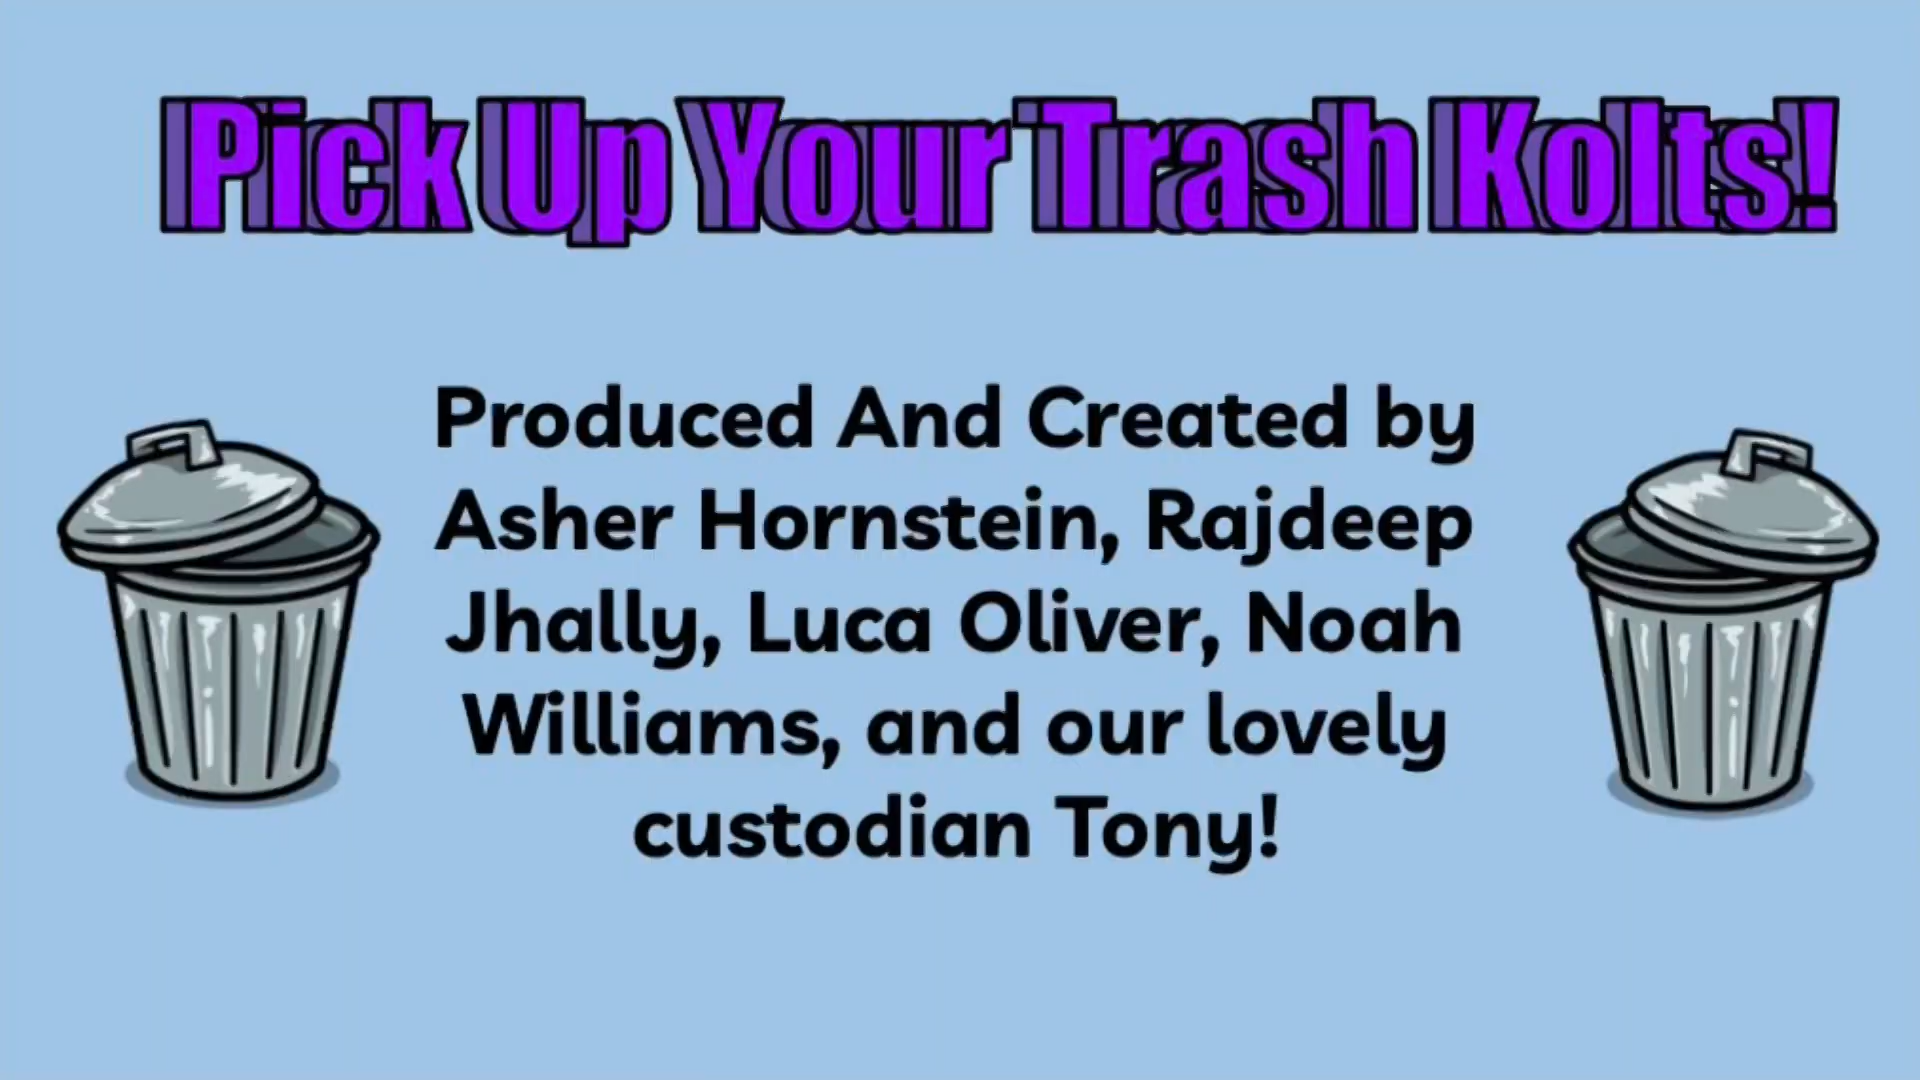 Pick Up Your Trash Kolts!
Produced And Created by
Asher Hornstein, Rajdeep
Jhally, Luca Oliver, Noah
Williams, and our lovely
custodian Tony!